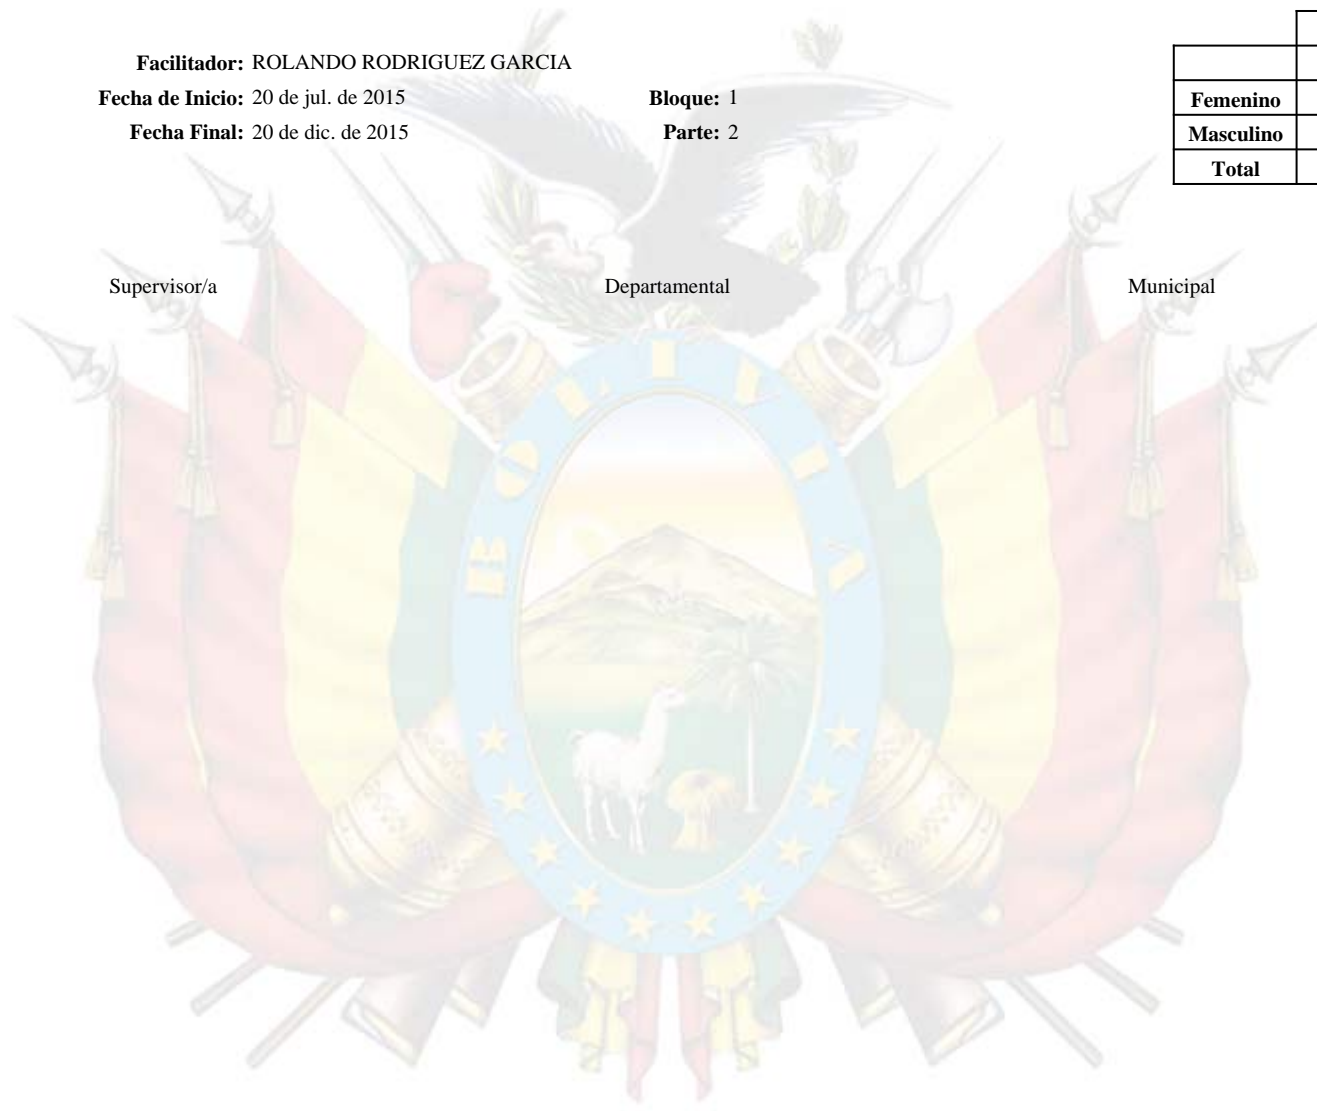 Facilitador: ROLANDO RODRIGUEZ GARCIA
Fecha de Inicio: 20 de jul. de 2015 Bloque: 1
Fecha Final: 20 de dic. de 2015 Parte: 2
Femenino
Masculino
Total
Supervisor/a Departamental Municipal
BOLIVIA